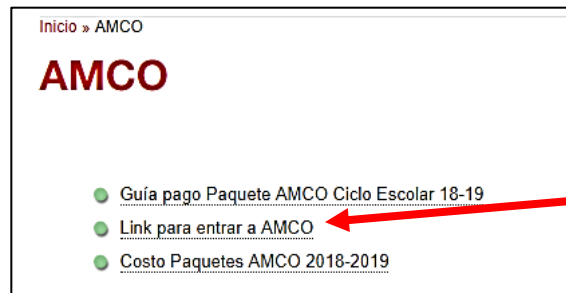 Inicio » AMCO
AMCO
Guía pago Paquete AMCO Ciclo Escolar 18-19
Link para entrar a AMCO
Costo Paquetes AMCO 2018-2019